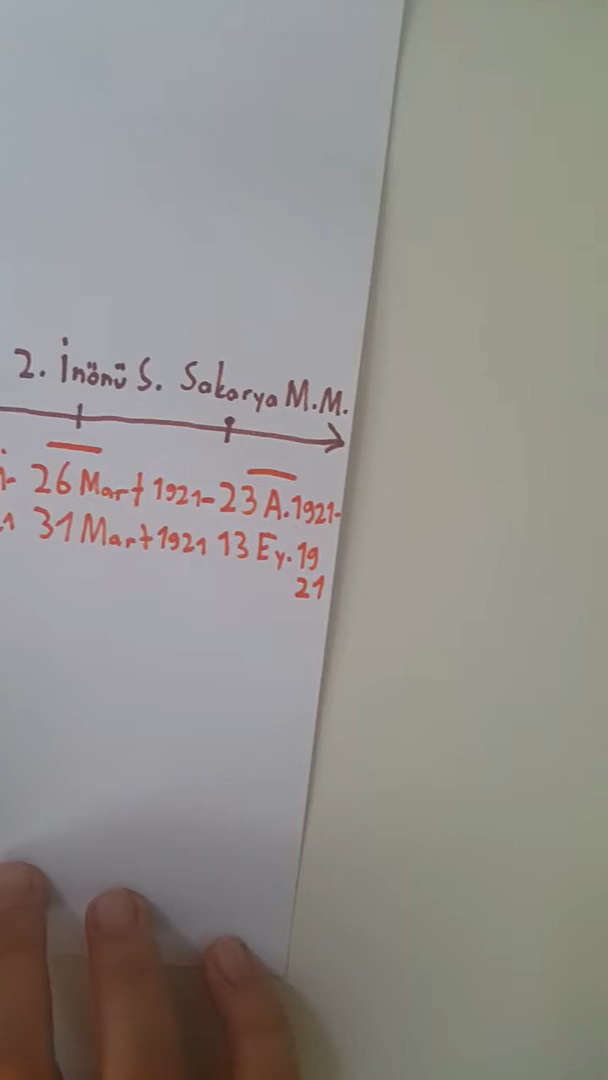 2. İnönü S. Sakarya M.M.
26 Mart 1921- 23 A. 1921-
31 Mart 1921 13 Ey. 19
21